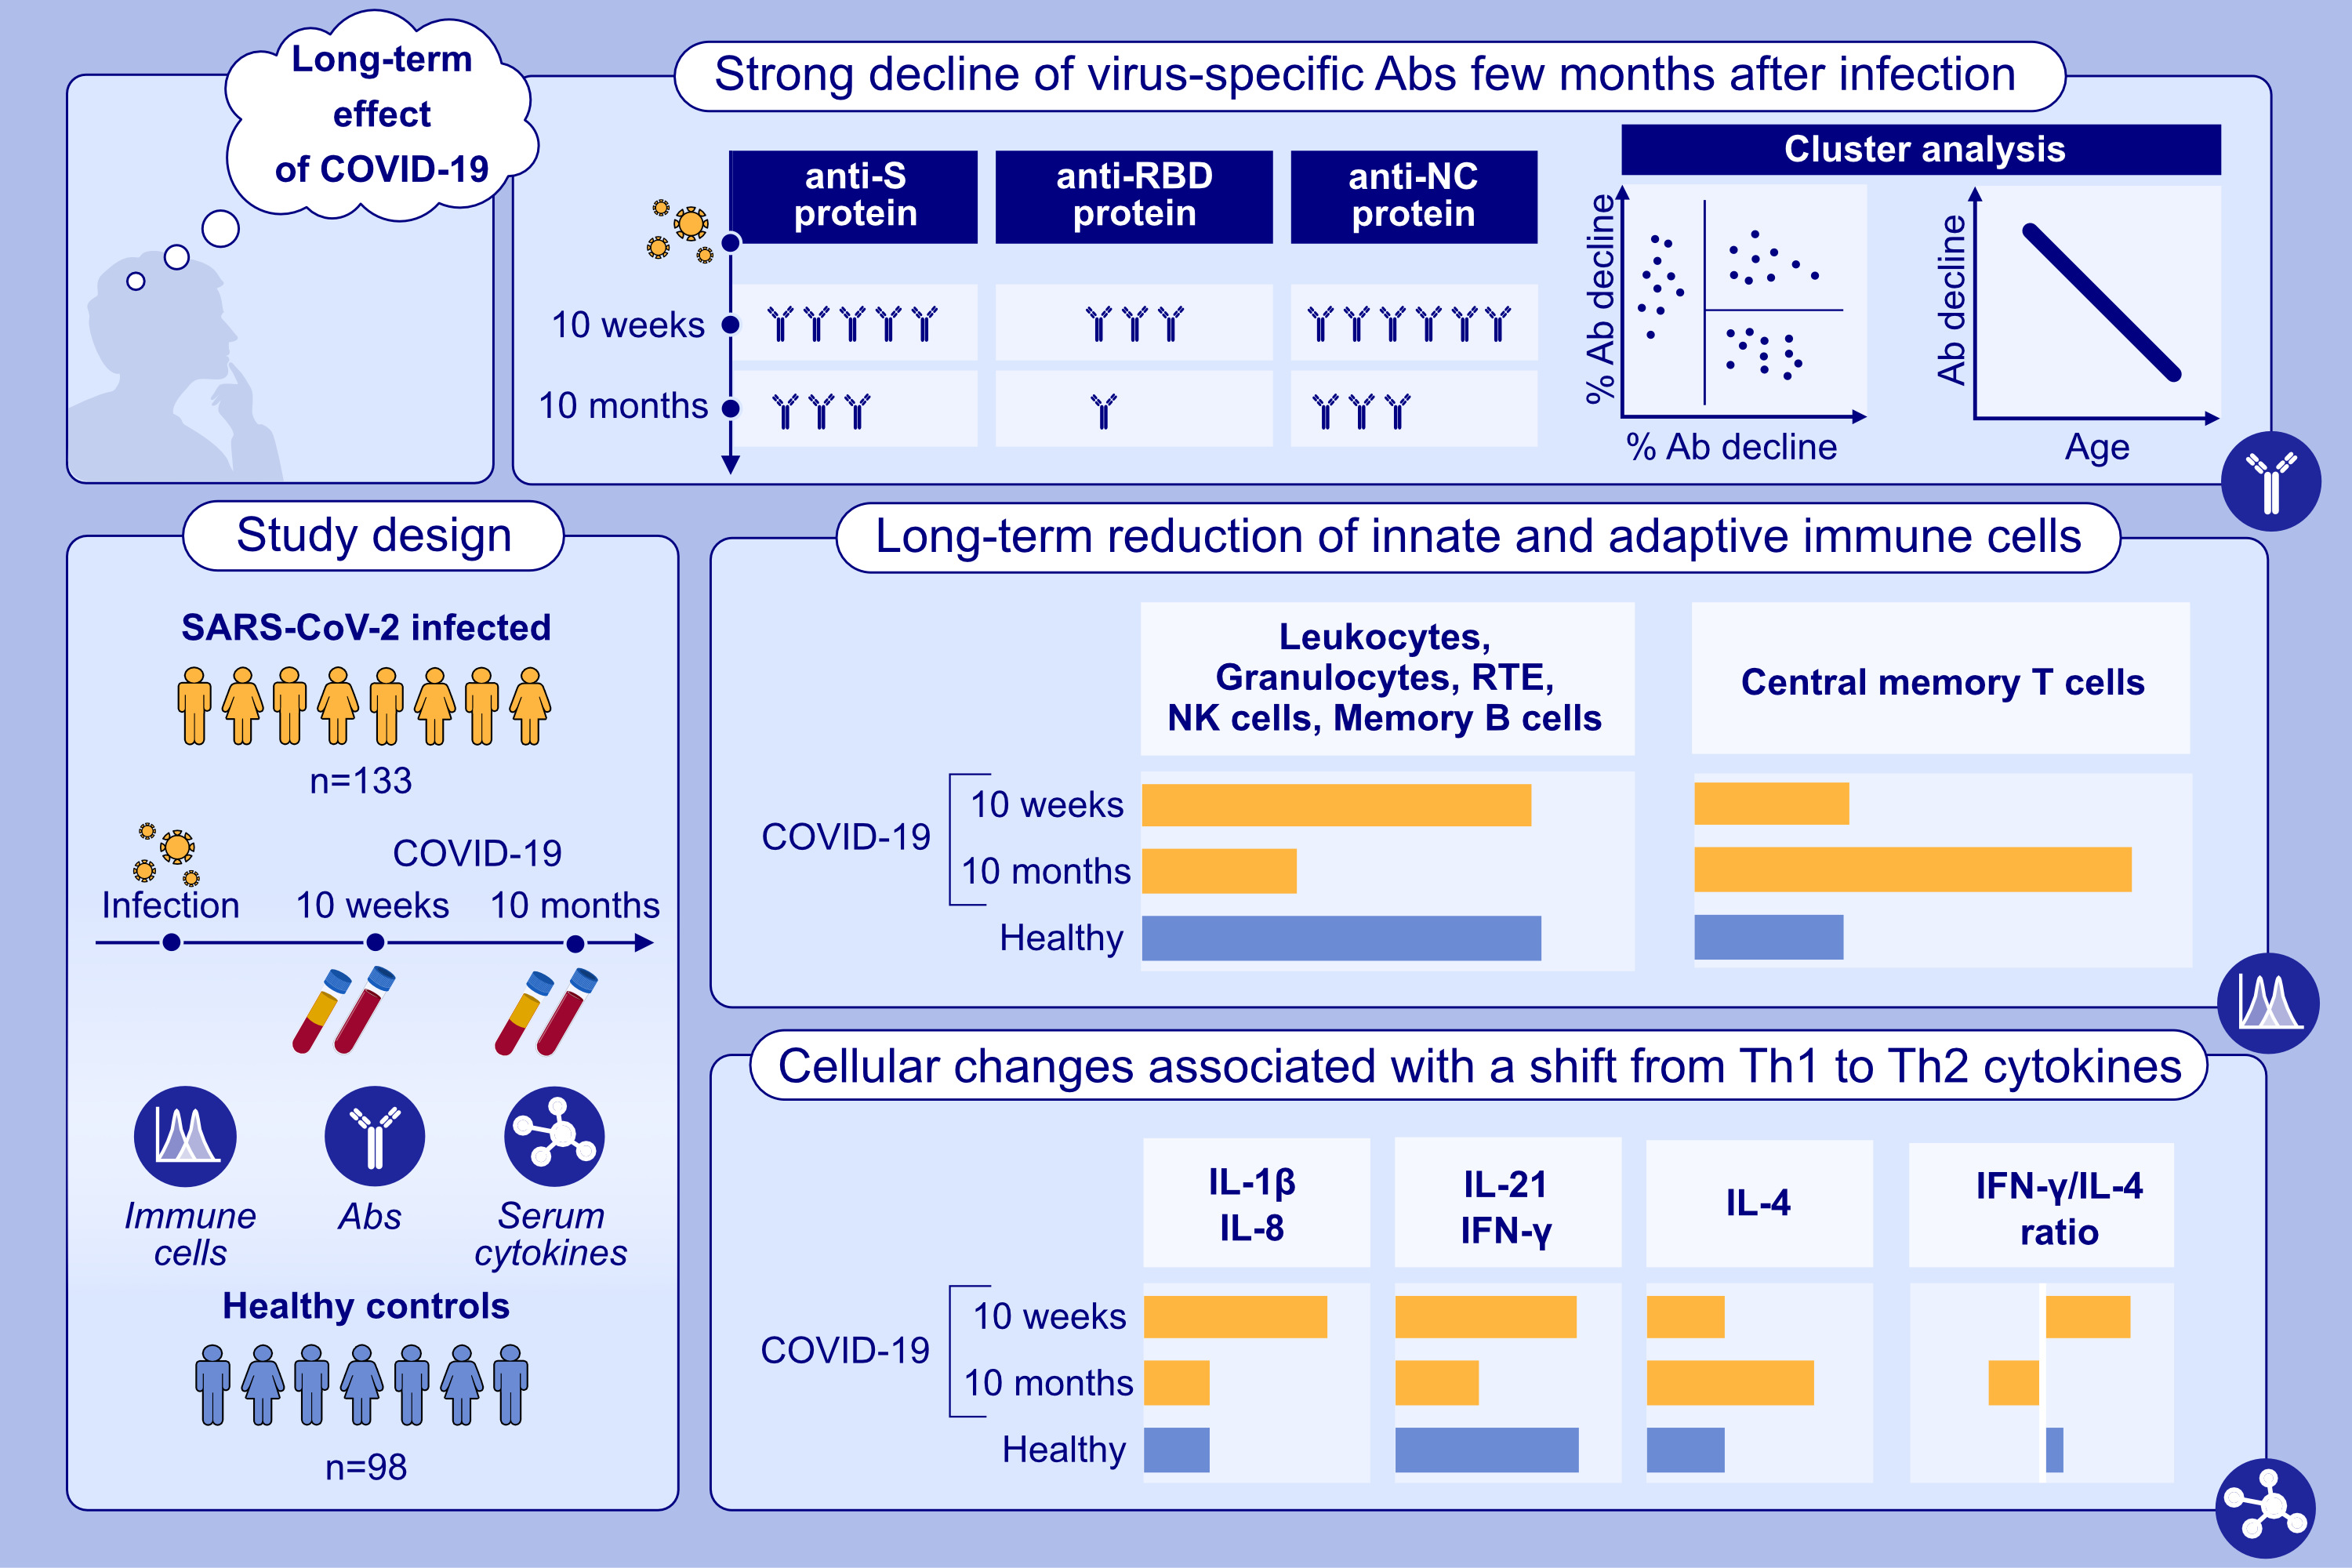 Long-term
effect
of COVID-19
Strong decline of virus-specific Abs few months after infection
anti-S
protein
anti-RBD
protein
anti-NC
protein
10 weeks
10 months
Cluster analysis
% Ab decline
% Ab decline
Ab decline
Age
Study design
SARS-CoV-2 infected
n=133
COVID-19
Infection
10 weeks
10 months
Immune
cells
Abs
Serum
cytokines
Healthy controls
n=98
Long-term reduction of innate and adaptive immune cells
Leukocytes,
Granulocytes, RTE,
NK cells, Memory B cells
Central memory T cells
COVID-19
10 weeks
10 months
Healthy
Cellular changes associated with a shift from Th1 to Th2 cytokines
IL-1β
IL-8
IL-21
IFN-γ
IL-4
IFN-γ/IL-4
ratio
COVID-19
10 weeks
10 months
Healthy